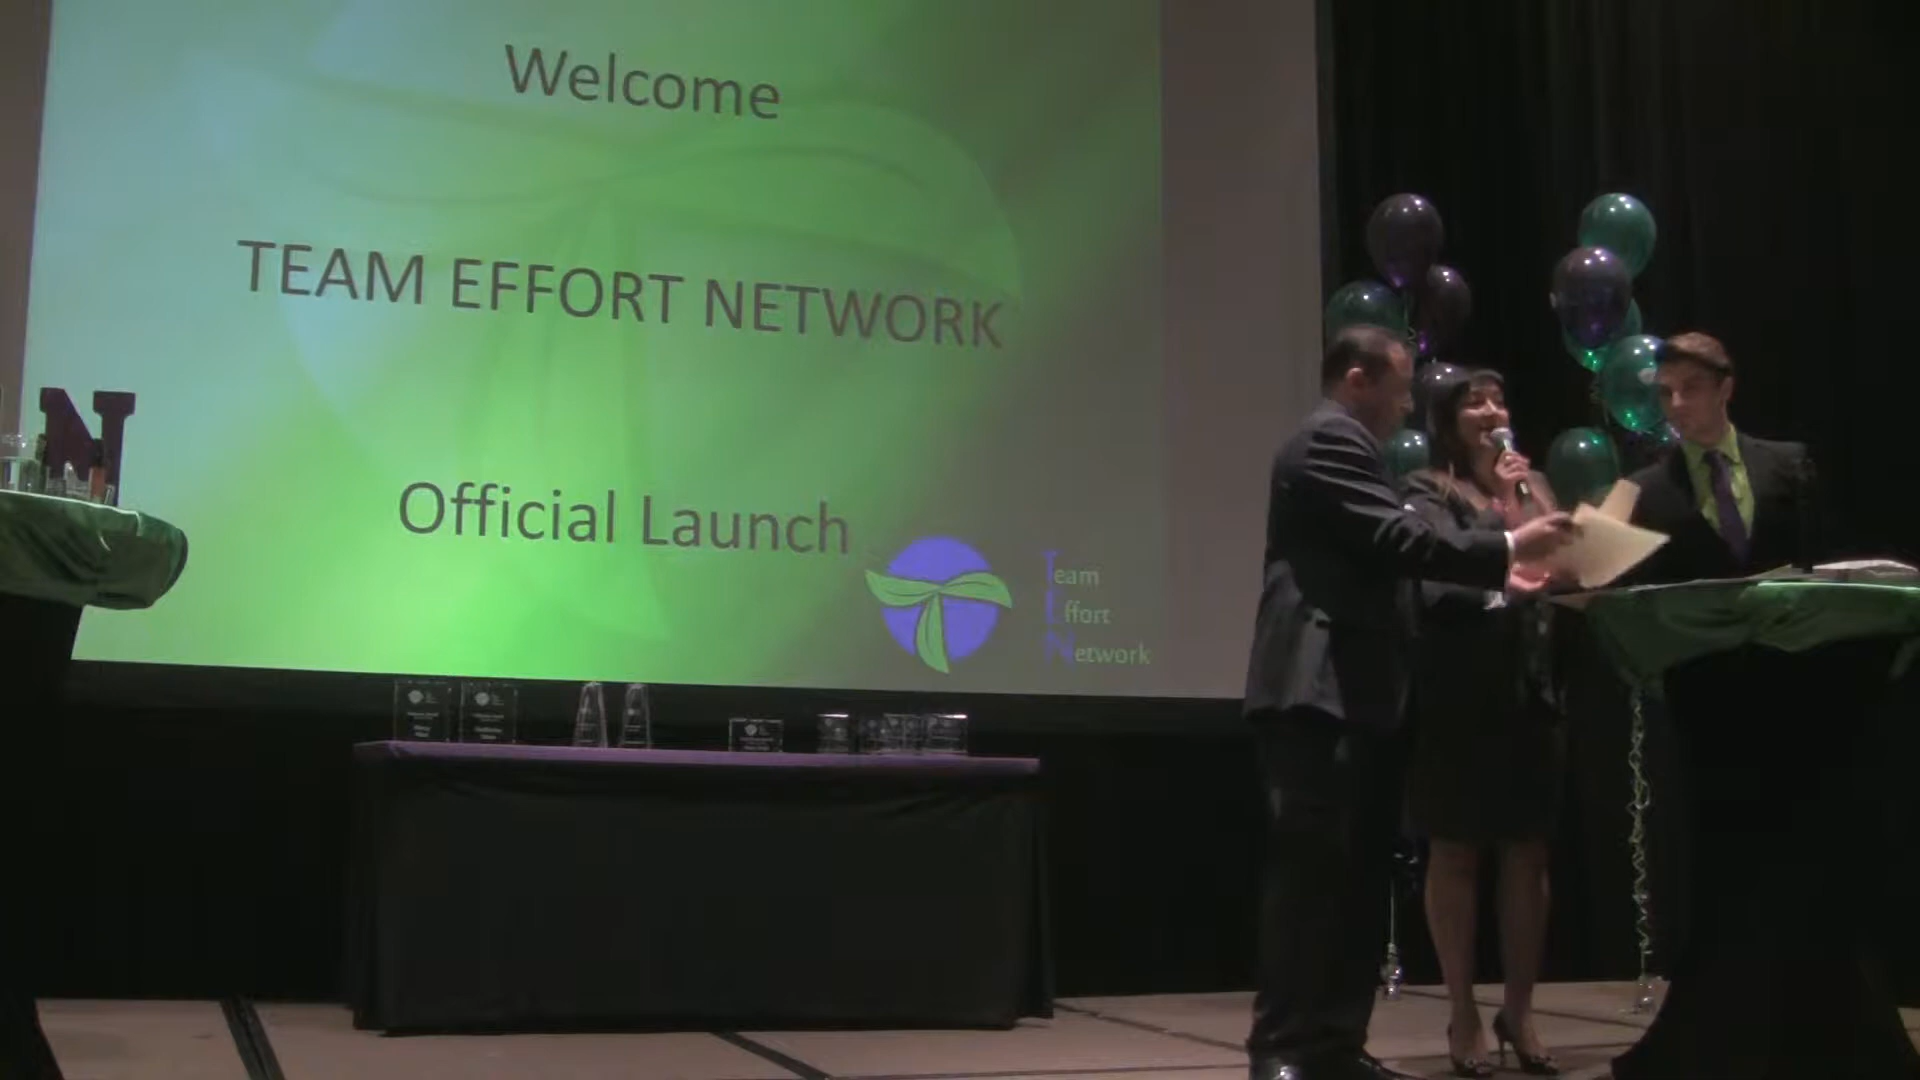 Welcome
TEAM EFFORT NETWORK
Official Launch
Team
Effort
Network
N